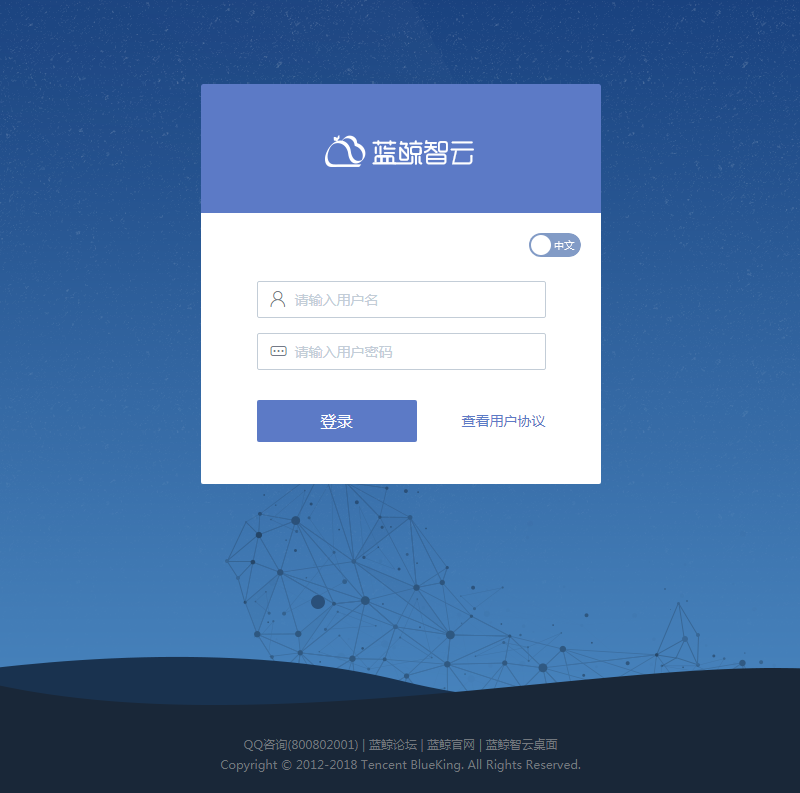 蓝鲸智云
中文
请输入用户名
请输入用户密码
登录
查看用户协议
QQ咨询(800802001) | 蓝鲸论坛 | 蓝鲸官网 | 蓝鲸智云桌面
Copyright © 2012-2018 Tencent BlueKing. All Rights Reserved.